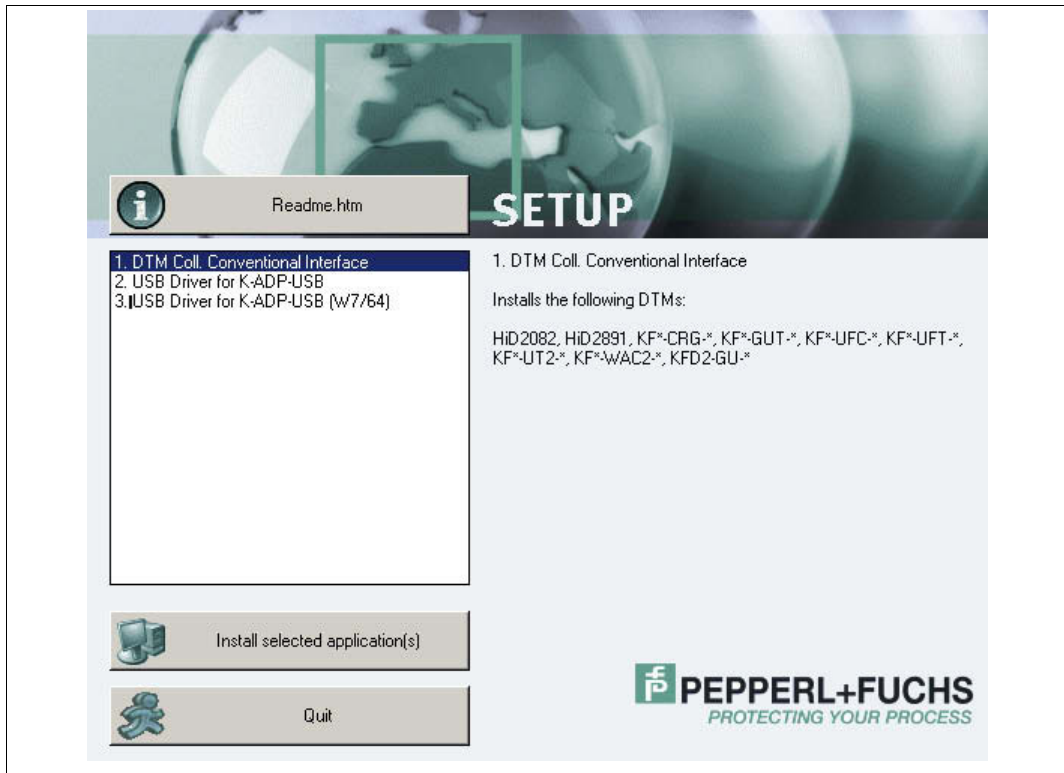 Readme.htm
SETUP
1. DTM Coll. Conventional Interface
2. USB Driver for K-ADP-USB
3. USB Driver for K-ADP-USB (W7/64)
1. DTM Coll. Conventional Interface
Installs the following DTMs:
HiD2082, HiD2891, KF*-CRG-*, KF*-GUT-*, KF*-UFC-*, KF*-UFT-*,
KF*-UT2-*, KF*-WAC2-*, KFD2-GU-*
Install selected application(s)
Quit
PEPPERL+FUCHS
PROTECTING YOUR PROCESS